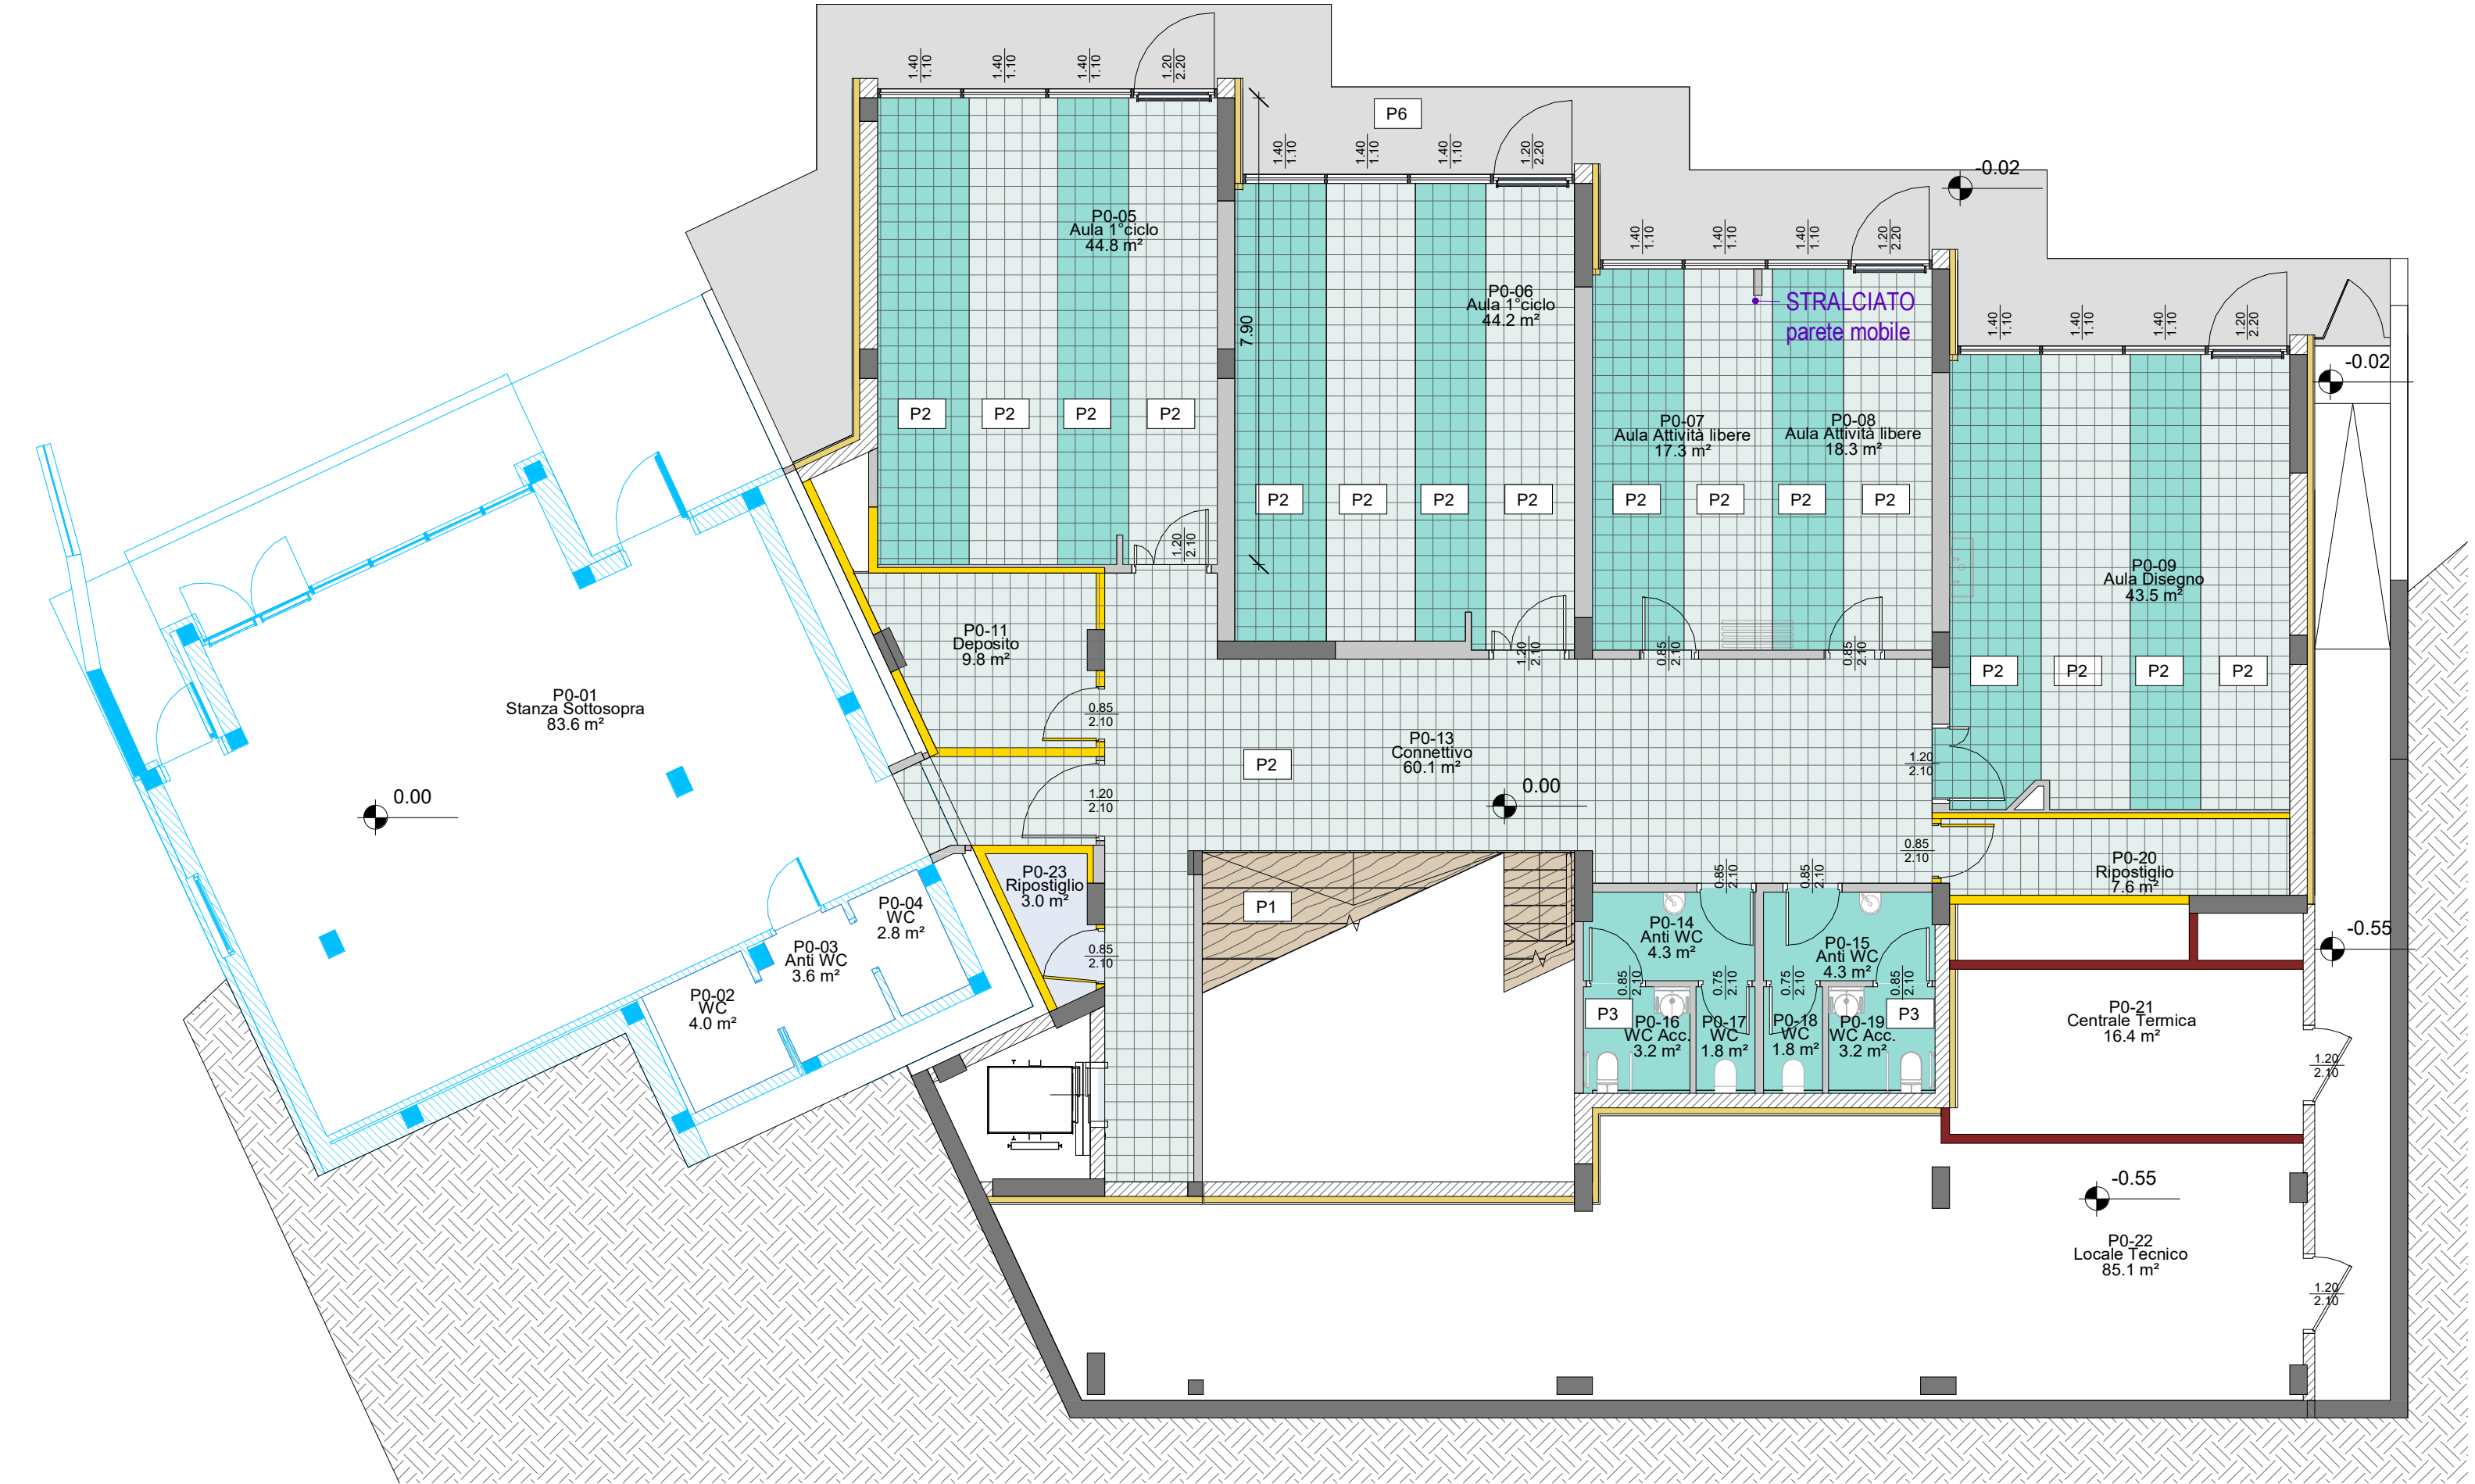 1.40
1.10
1.40
1.10
1.40
1.10
1.20
2.20
P6
1.40
1.10
1.40
1.10
1.40
1.10
1.20
2.20
-0.02
P0-05
Aula 1°ciclo
44.8 m²
1.40
1.10
1.40
1.10
1.40
1.10
1.20
2.20
P0-06
Aula 1°ciclo
44.2 m²
STRALCIATO
parete mobile
7.90
1.40
1.10
1.40
1.10
1.40
1.10
1.20
2.20
-0.02
P2
P2
P2
P2
P0-07
Aula Attività libere
17.3 m²
P0-08
Aula Attività libere
18.3 m²
P2
P2
P2
P2
P2
P2
P2
P2
1.20
2.10
P0-09
Aula Disegno
43.5 m²
P0-11
Deposito
9.8 m²
1.20
2.10
0.85
2.10
0.85
2.10
P2
P2
P2
P2
P0-01
Stanza Sottosopra
83.6 m²
0.85
2.10
P0-13
Connettivo
60.1 m²
P2
1.20
2.10
0.00
1.20
2.10
0.00
0.85
2.10
P0-20
Ripostiglio
7.6 m²
P0-23
Ripostiglio
3.0 m²
0.85
2.10
0.85
2.10
P1
P0-04
WC
2.8 m²
P0-03
Anti WC
3.6 m²
P0-14
Anti WC
4.3 m²
P0-15
Anti WC
4.3 m²
-0.55
0.85
2.10
0.85
2.10
0.75
2.10
0.75
2.10
0.85
2.10
P0-02
WC
4.0 m²
P3
P3
P0-16
WC Acc.
3.2 m²
P0-17
WC
1.8 m²
P0-18
WC
1.8 m²
P0-19
WC Acc.
3.2 m²
P0-21
Centrale Termica
16.4 m²
1.20
2.10
-0.55
P0-22
Locale Tecnico
85.1 m²
1.20
2.10